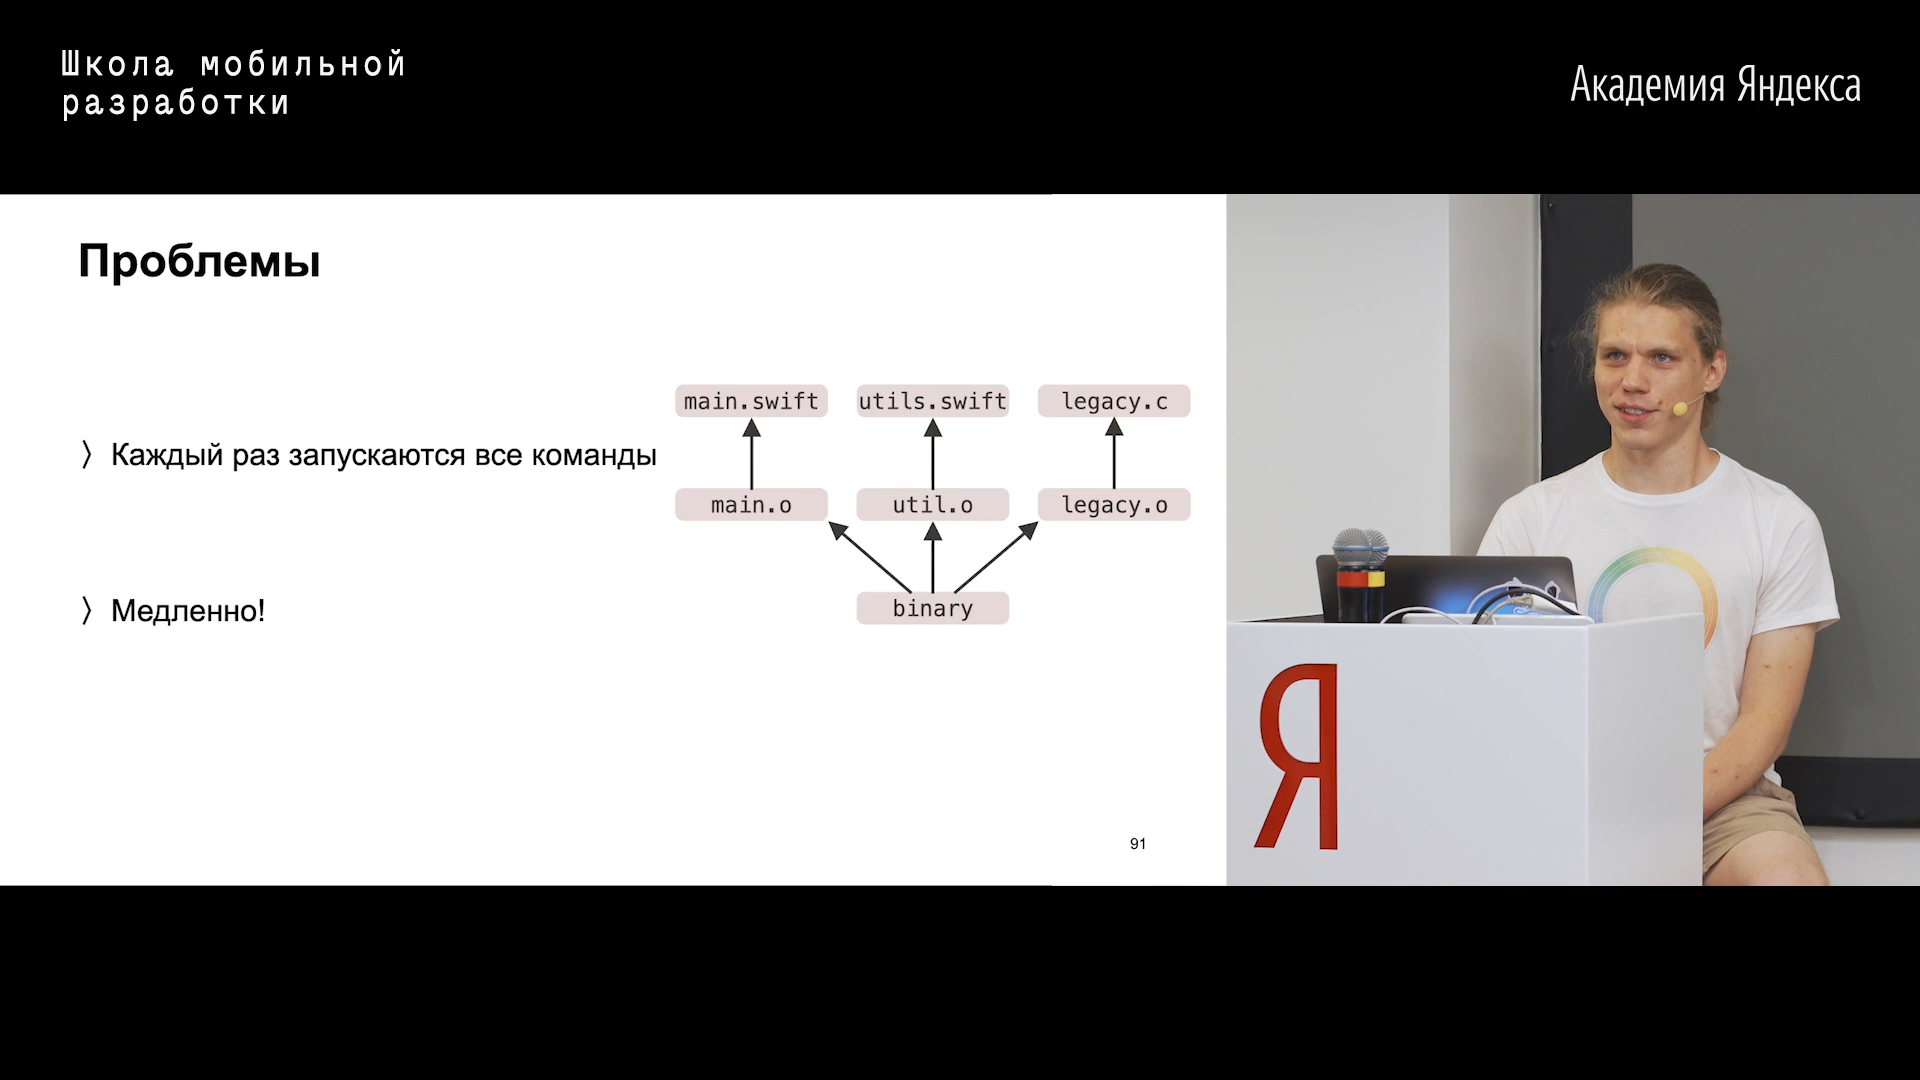 Школа мобильной
разработки
Академия Яндекса
Проблемы
〉Каждый раз запускаются все команды
〉Медленно!
main.swift utils.swift legacy.c
main.o util.o legacy.o
binary
91
Я